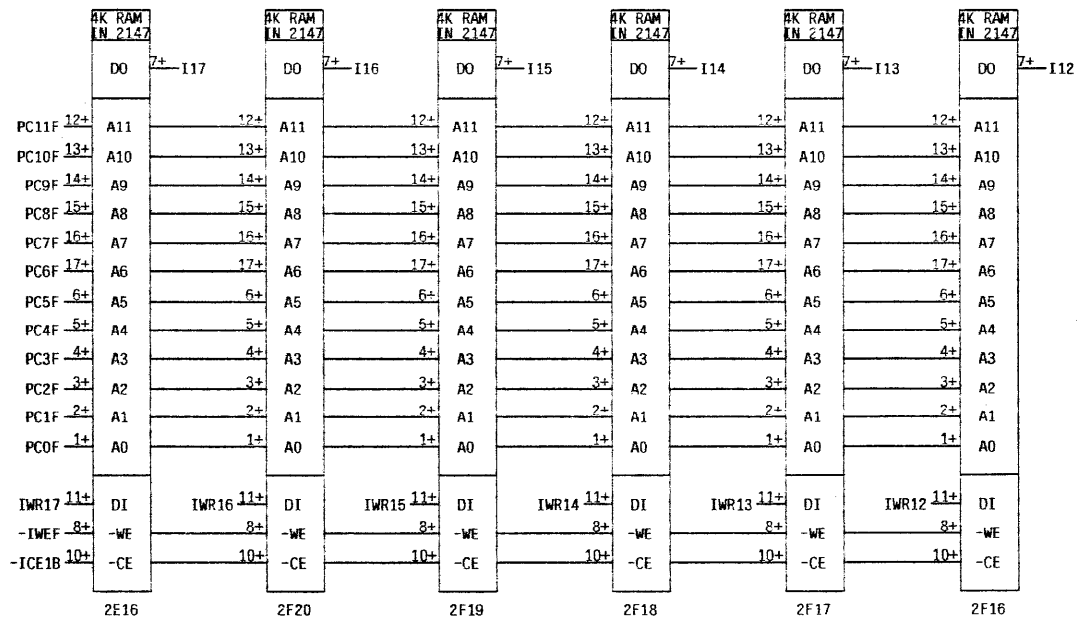 4K RAM 4K RAM 4K RAM 4K RAM 4K RAM 4K RAM
IN 2147 IN 2147 IN 2147 IN 2147 IN 2147 IN 2147
DO 7+ I17 DO 7+ I16 DO 7+ I15 DO 7+ I14 DO 7+ I13 DO 7+ I12
PC11F 12+ A11 12+ A11 12+ A11 12+ A11 12+ A11 12+ A11
PC10F 13+ A10 13+ A10 13+ A10 13+ A10 13+ A10 13+ A10
PC9F 14+ A9 14+ A9 14+ A9 14+ A9 14+ A9 14+ A9
PC8F 15+ A8 15+ A8 15+ A8 15+ A8 15+ A8 15+ A8
PC7F 16+ A7 16+ A7 16+ A7 16+ A7 16+ A7 16+ A7
PC6F 17+ A6 17+ A6 17+ A6 17+ A6 17+ A6 17+ A6
PC5F 6+ A5 6+ A5 6+ A5 6+ A5 6+ A5 6+ A5
PC4F 5+ A4 5+ A4 5+ A4 5+ A4 5+ A4 5+ A4
PC3F 4+ A3 4+ A3 4+ A3 4+ A3 4+ A3 4+ A3
PC2F 3+ A2 3+ A2 3+ A2 3+ A2 3+ A2 3+ A2
PC1F 2+ A1 2+ A1 2+ A1 2+ A1 2+ A1 2+ A1
PC0F 1+ A0 1+ A0 1+ A0 1+ A0 1+ A0 1+ A0
IWR17 11+ DI IWR16 11+ DI IWR15 11+ DI IWR14 11+ DI IWR13 11+ DI IWR12 11+ DI
-IWEF 8+ -WE 8+ -WE 8+ -WE 8+ -WE 8+ -WE 8+ -WE
-ICE1B 10+ -CE 10+ -CE 10+ -CE 10+ -CE 10+ -CE 10+ -CE
2E16 2F20 2F19 2F18 2F17 2F16